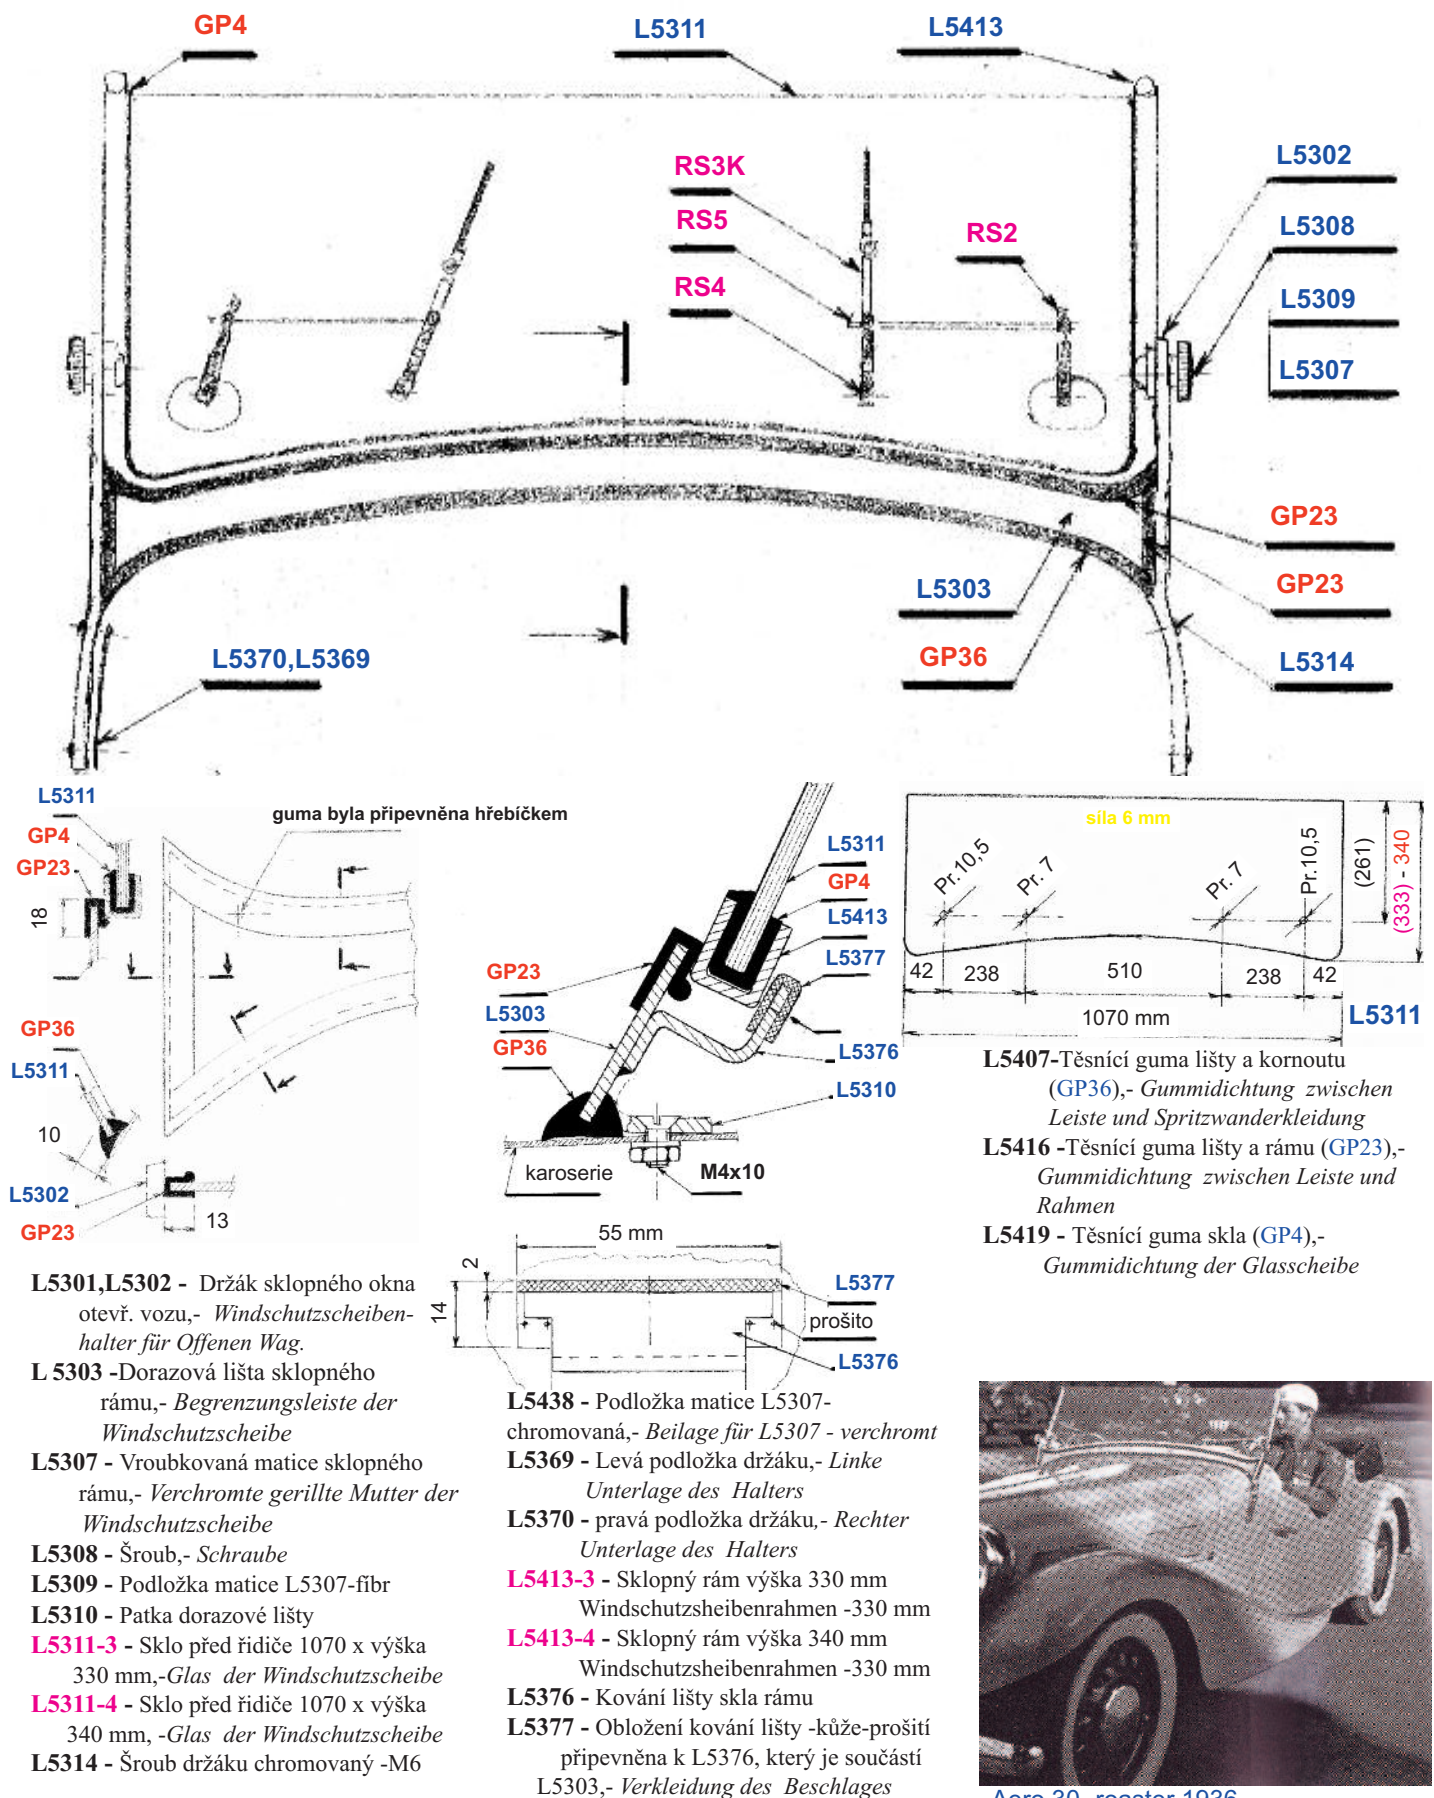 GP4
L5311
L5413
RS3K
RS5
RS4
RS2
L5302
L5308
L5309
L5307
GP23
GP23
L5303
GP36
L5314
L5370,L5369
L5311
GP4
GP23
18
guma byla připevněna hřebíčkem
GP36
L5311
10
L5302
GP23
13
L5311
GP4
L5413
L5377
GP23
L5303
GP36
L5376
L5310
karoserie
M4x10
síla 6 mm
Pr.10,5
Pr. 7
Pr. 7
Pr.10,5
(261)
(333) - 340
42
238
510
238
42
1070 mm
L5311
55 mm
2
14
L5377
prošito
L5376
L5407-Těsnící guma lišty a kornoutu
(GP36),- Gummidichtung zwischen
Leiste und Spritzwanderkleidung
L5416 -Těsnící guma lišty a rámu (GP23),-
Gummidichtung zwischen Leiste und
Rahmen
L5419 - Těsnící guma skla (GP4),-
Gummidichtung der Glasscheibe
L5301,L5302 - Držák sklopného okna
otevř. vozu,- Windschutzscheiben-
halter für Offenen Wag.
L 5303 -Dorazová lišta sklopného
rámu,- Begrenzungsleiste der
Windschutzscheibe
L5307 - Vroubkovaná matice sklopného
rámu,- Verchromte gerillte Mutter der
Windschutzscheibe
L5308 - Šroub,- Schraube
L5309 - Podložka matice L5307-fíbr
L5310 - Patka dorazové lišty
L5311-3 - Sklo před řidiče 1070 x výška
330 mm,-Glas der Windschutzscheibe
L5311-4 - Sklo před řidiče 1070 x výška
340 mm, -Glas der Windschutzscheibe
L5314 - Šroub držáku chromovaný -M6
L5438 - Podložka matice L5307-
chromovaná,- Beilage für L5307 - verchromt
L5369 - Levá podložka držáku,- Linke
Unterlage des Halters
L5370 - pravá podložka držáku,- Rechter
Unterlage des Halters
L5413-3 - Sklopný rám výška 330 mm
Windschutzsheibenrahmen -330 mm
L5413-4 - Sklopný rám výška 340 mm
Windschutzsheibenrahmen -330 mm
L5376 - Kování lišty skla rámu
L5377 - Obložení kování lišty -kůže-prošití
připevněna k L5376, který je součástí
L5303,- Verkleidung des Beschlages
Aero 30 roaster 1936